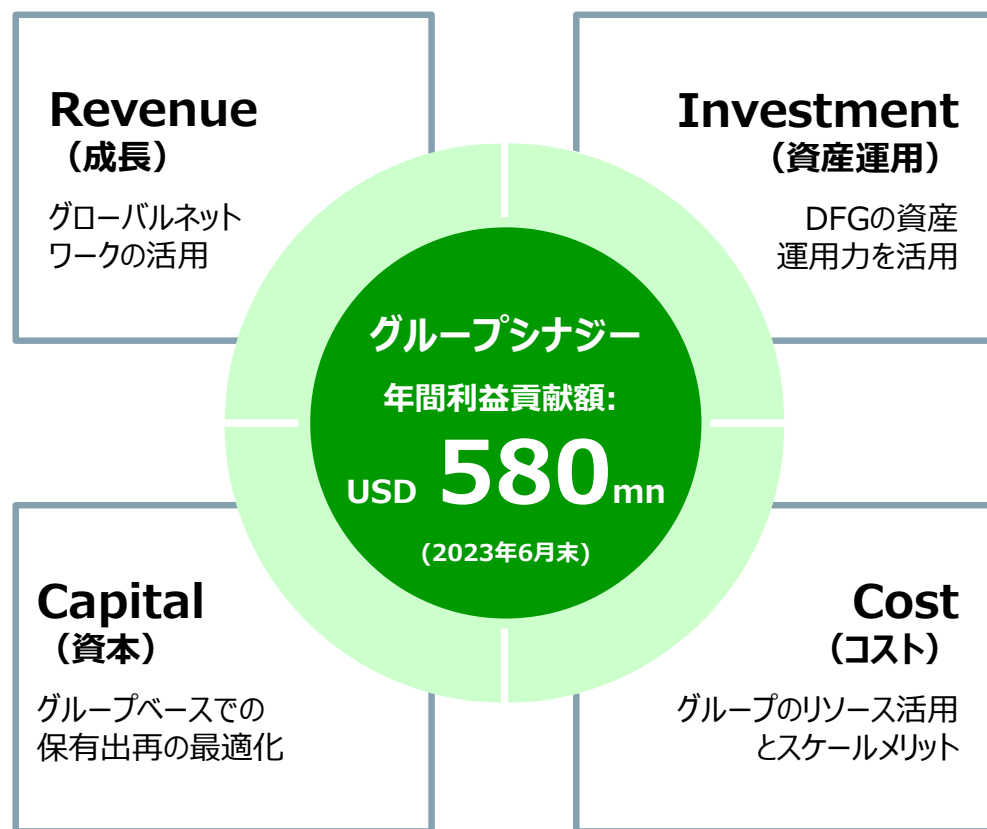 Revenue
（成長）
グローバルネット
ワークの活用
Investment
（資産運用）
DFGの資産
運用力を活用
グループシナジー
年間利益貢献額:
USD 580mn
(2023年6月末)
Capital
（資本）
グループベースでの
保有出再の最適化
Cost
（コスト）
グループのリソース活用
とスケールメリット